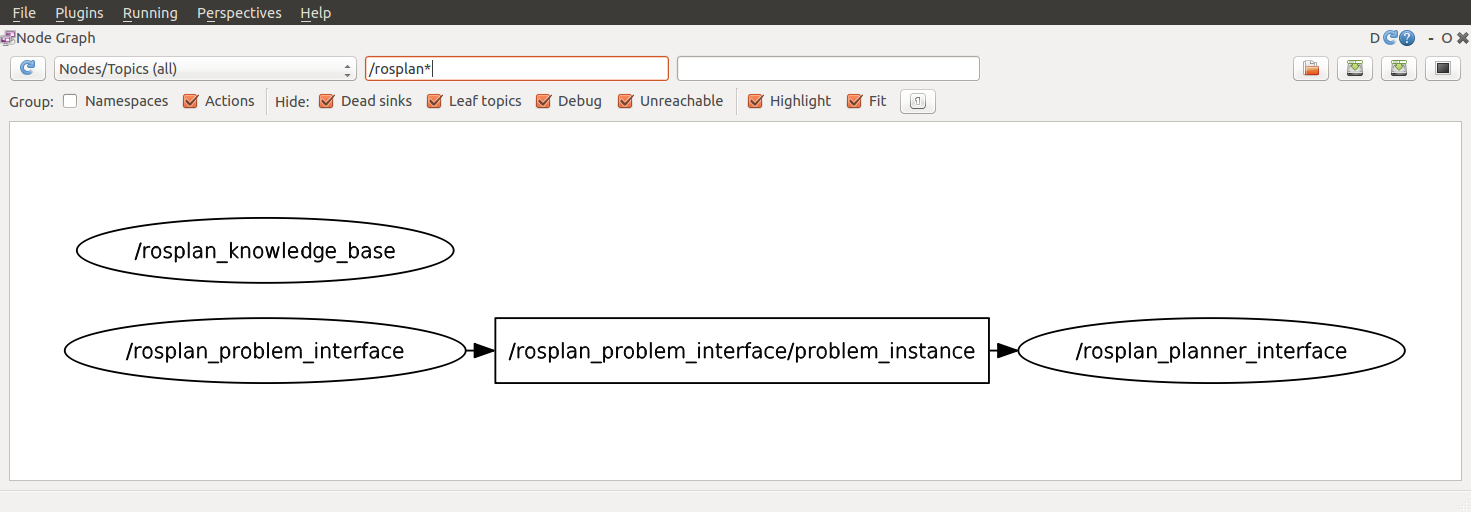 File Plugins Running Perspectives Help
Node Graph D ? - O
Nodes/Topics (all) /rosplan*
Group: Namespaces Actions Hide: Dead sinks Leaf topics Debug Unreachable Highlight Fit
/rosplan_knowledge_base
/rosplan_problem_interface /rosplan_problem_interface/problem_instance /rosplan_planner_interface